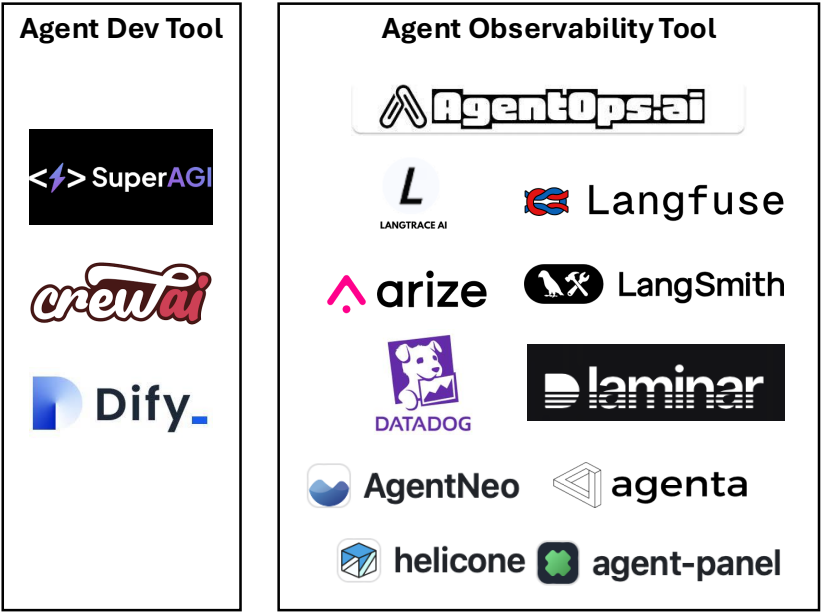 Agent Dev Tool
<⚡> SuperAGI
crewai
Dify_
Agent Observability Tool
AgentOps.ai
L
LANGTRACE AI
Langfuse
arize
LangSmith
DATADOG
laminar
AgentNeo
agenta
helicone
agent-panel